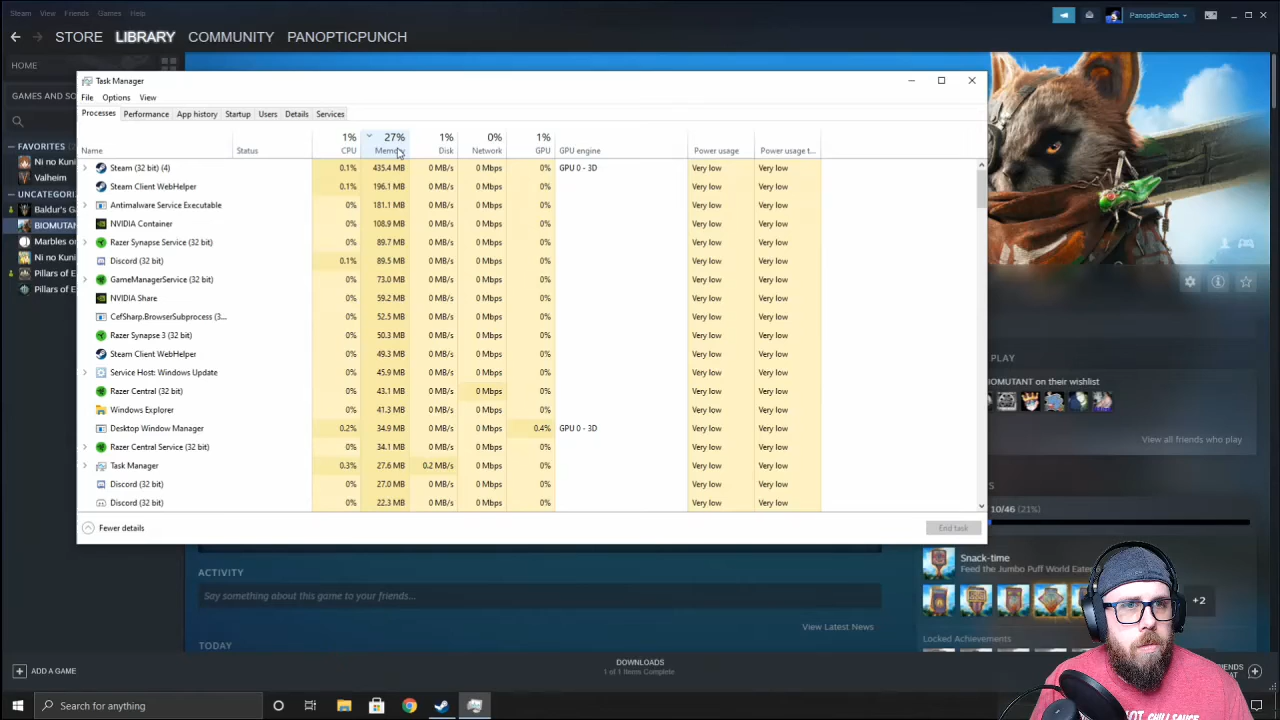 Steam View Friends Games Help
PanopticPunch
STORE LIBRARY COMMUNITY PANOPTICPUNCH
HOME
GAMES AND SO
FAVORITES
Ni no Kuni
Valheim
UNCATEGORIZ
Baldur's G
BIOMUTANT
Marbles on
Ni no Kuni
Pillars of E
Pillars of E
Task Manager
File Options View
Processes Performance App history Startup Users Details Services
1% 27% 1% 0% 1%
Name Status CPU Memory Disk Network GPU GPU engine Power usage Power usage t...
Steam (32 bit) (4) 0.1% 435.4 MB 0 MB/s 0 Mbps 0% GPU 0 - 3D Very low Very low
Steam Client WebHelper 0.1% 196.1 MB 0 MB/s 0 Mbps 0% Very low Very low
Antimalware Service Executable 0% 181.1 MB 0 MB/s 0 Mbps 0% Very low Very low
NVIDIA Container 0% 108.9 MB 0 MB/s 0 Mbps 0% Very low Very low
Razer Synapse Service (32 bit) 0% 89.7 MB 0 MB/s 0 Mbps 0% Very low Very low
Discord (32 bit) 0.1% 89.5 MB 0 MB/s 0 Mbps 0% Very low Very low
GameManagerService (32 bit) 0% 73.0 MB 0 MB/s 0 Mbps 0% Very low Very low
NVIDIA Share 0% 59.2 MB 0 MB/s 0 Mbps 0% Very low Very low
CefSharp.BrowserSubprocess (3... 0% 52.5 MB 0 MB/s 0 Mbps 0% Very low Very low
Razer Synapse 3 (32 bit) 0% 50.3 MB 0 MB/s 0 Mbps 0% Very low Very low
Steam Client WebHelper 0% 49.3 MB 0 MB/s 0 Mbps 0% Very low Very low
Service Host: Windows Update 0% 45.9 MB 0 MB/s 0 Mbps 0% Very low Very low
Razer Central (32 bit) 0% 43.1 MB 0 MB/s 0 Mbps 0% Very low Very low
Windows Explorer 0% 41.3 MB 0 MB/s 0 Mbps 0% Very low Very low
Desktop Window Manager 0.2% 34.9 MB 0 MB/s 0 Mbps 0.4% GPU 0 - 3D Very low Very low
Razer Central Service (32 bit) 0% 34.1 MB 0 MB/s 0 Mbps 0% Very low Very low
Task Manager 0.3% 27.6 MB 0.2 MB/s 0 Mbps 0% Very low Very low
Discord (32 bit) 0% 27.0 MB 0 MB/s 0 Mbps 0% Very low Very low
Discord (32 bit) 0% 22.3 MB 0 MB/s 0 Mbps 0% Very low Very low
Fewer details End task
PLAY
IOMUTANT on their wishlist
View all friends who play
S
10/46 (21%)
Snack-time
Feed the Jumbo Puff World Eater
+2
Locked Achievements
ACTIVITY
Say something about this game to your friends...
View Latest News
TODAY
ADD A GAME
DOWNLOADS
1 of 1 Items Complete
Search for anything